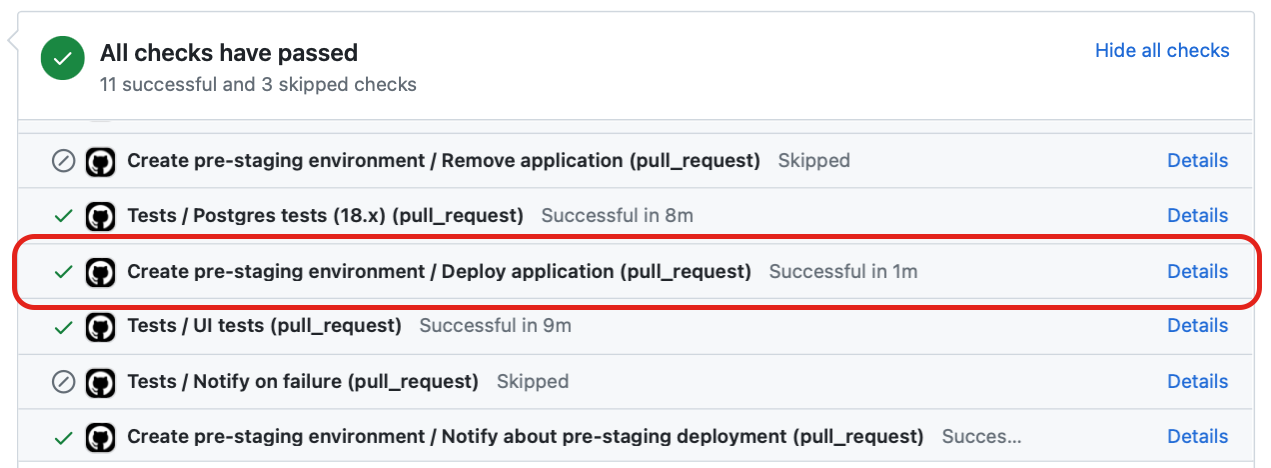 All checks have passed
Hide all checks
11 successful and 3 skipped checks
Create pre-staging environment / Remove application (pull_request) Skipped Details
Tests / Postgres tests (18.x) (pull_request) Successful in 8m Details
Create pre-staging environment / Deploy application (pull_request) Successful in 1m Details
Tests / UI tests (pull_request) Successful in 9m Details
Tests / Notify on failure (pull_request) Skipped Details
Create pre-staging environment / Notify about pre-staging deployment (pull_request) Succes... Details